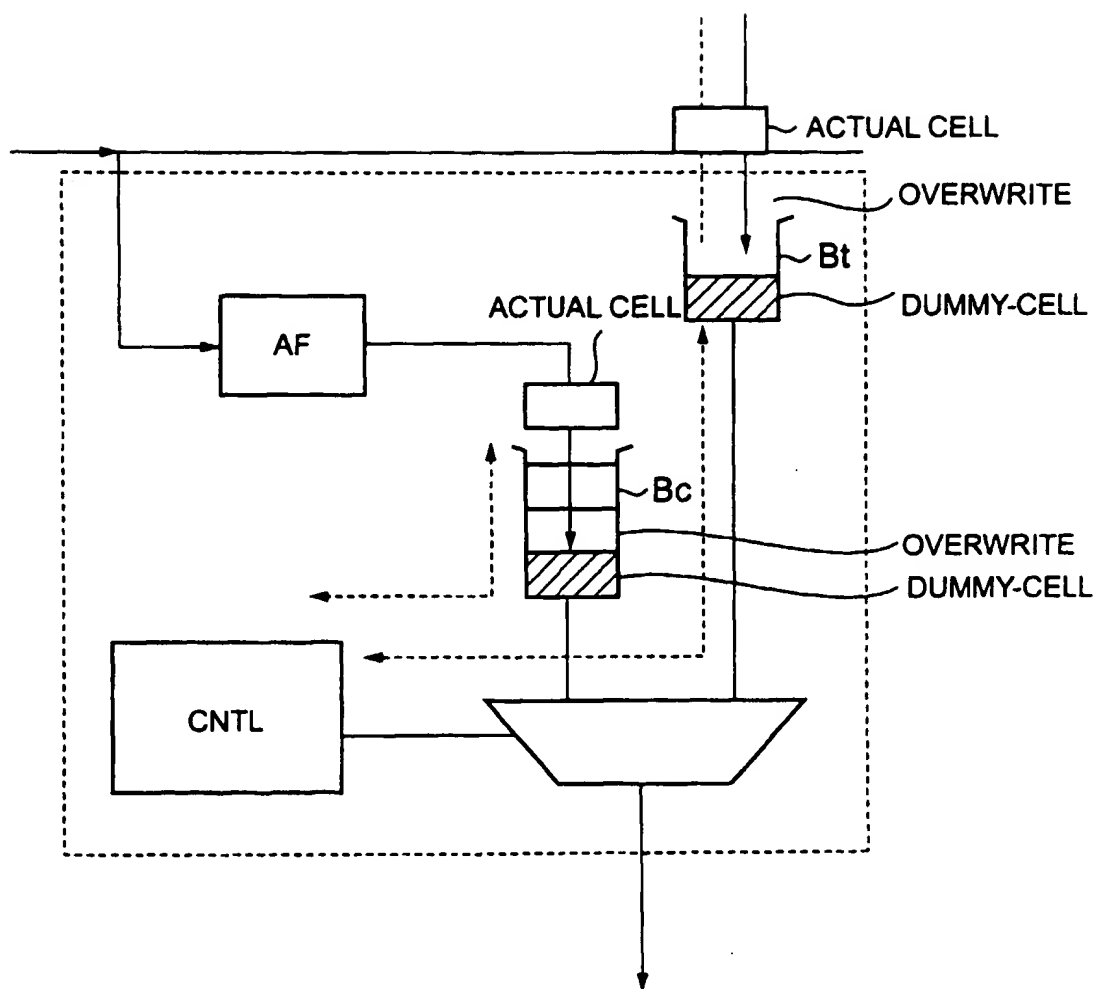 ACTUAL CELL
OVERWRITE
Bt
DUMMY-CELL
ACTUAL CELL
AF
Bc
OVERWRITE
DUMMY-CELL
CNTL